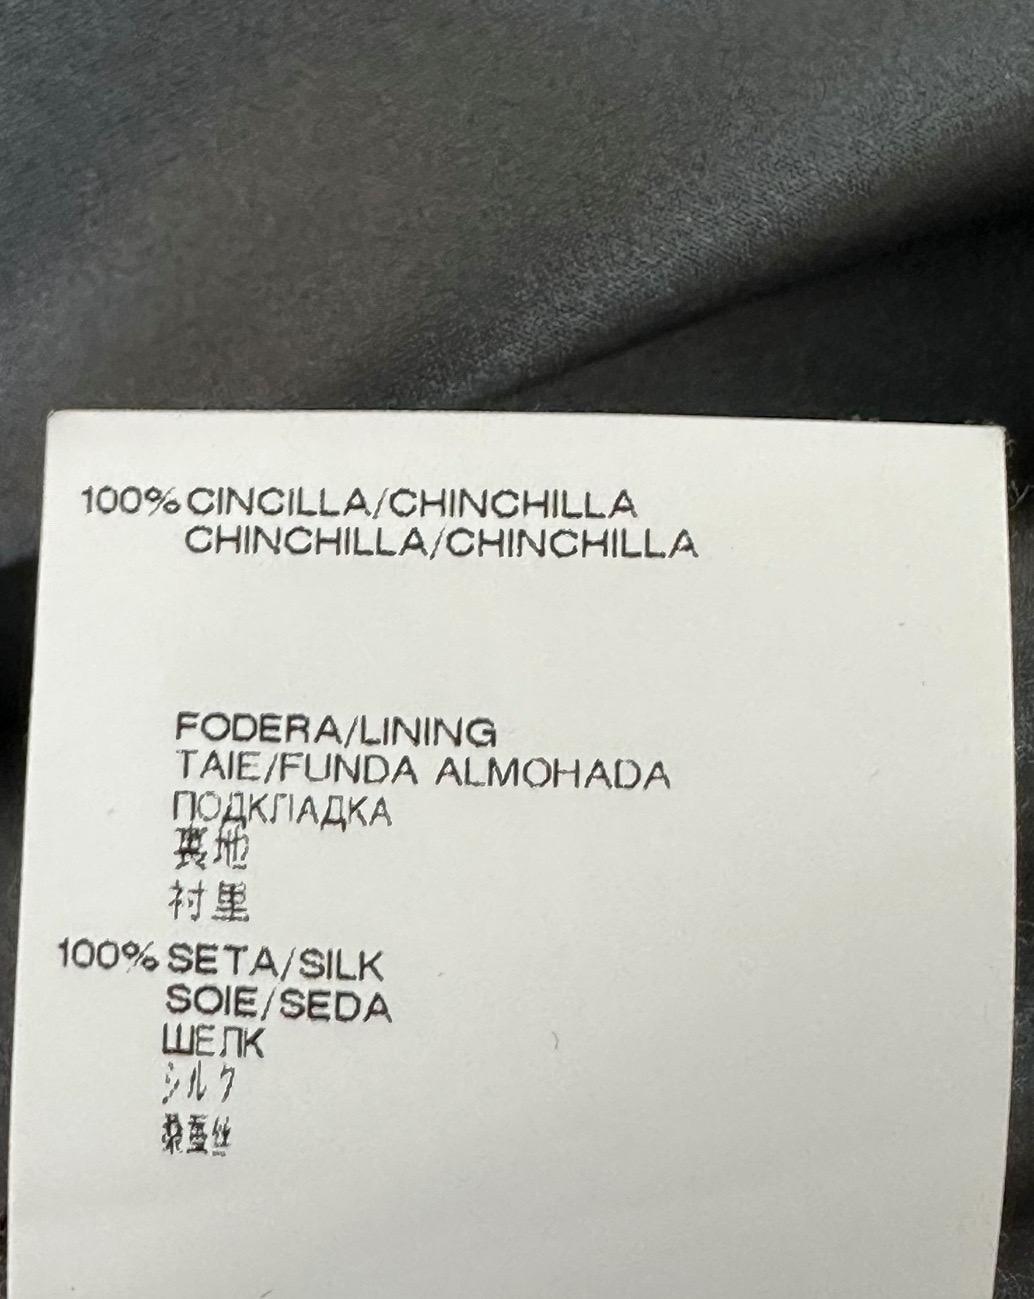 100% CINCILLA/CHINCHILLA
CHINCHILLA/CHINCHILLA
FODERA/LINING
TAIE/FUNDA ALMOHADA
ПОДКЛАДКА
裏地
衬里
100% SETA/SILK
SOIE/SEDA
ШЕЛК
シルク
桑蚕丝